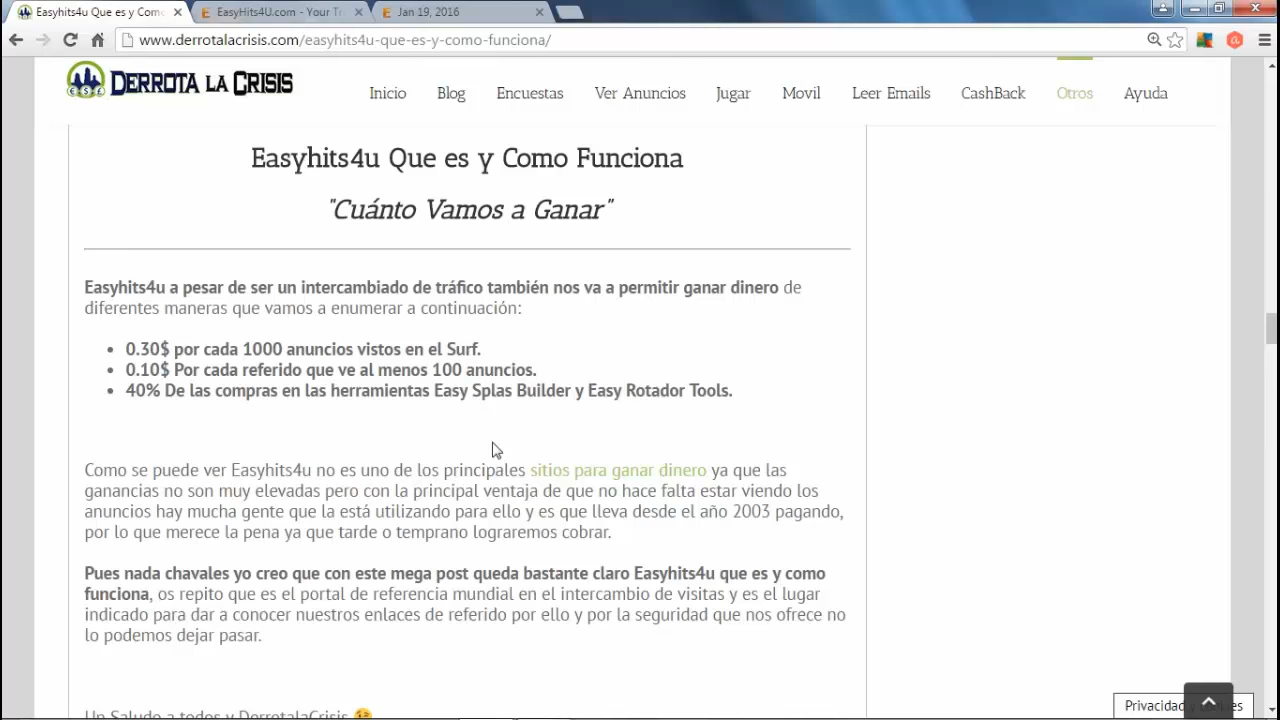 Easyhits4u Que es y Como
EasyHits4U.com - Your Tr
Jan 19, 2016
www.derrotalacrisis.com/easyhits4u-que-es-y-como-funciona/
DERROTA LA CRISIS
Inicio Blog Encuestas Ver Anuncios Jugar Movil Leer Emails CashBack Otros Ayuda
Easyhits4u Que es y Como Funciona
"Cuánto Vamos a Ganar"
Easyhits4u a pesar de ser un intercambiado de tráfico también nos va a permitir ganar dinero de
diferentes maneras que vamos a enumerar a continuación:
• 0.30$ por cada 1000 anuncios vistos en el Surf.
• 0.10$ Por cada referido que ve al menos 100 anuncios.
• 40% De las compras en las herramientas Easy Splas Builder y Easy Rotador Tools.
Como se puede ver Easyhits4u no es uno de los principales sitios para ganar dinero ya que las
ganancias no son muy elevadas pero con la principal ventaja de que no hace falta estar viendo los
anuncios hay mucha gente que la está utilizando para ello y es que lleva desde el año 2003 pagando,
por lo que merece la pena ya que tarde o temprano lograremos cobrar.
Pues nada chavales yo creo que con este mega post queda bastante claro Easyhits4u que es y como
funciona, os repito que es el portal de referencia mundial en el intercambio de visitas y es el lugar
indicado para dar a conocer nuestros enlaces de referido por ello y por la seguridad que nos ofrece no
lo podemos dejar pasar.
Un Saludo a todos y DerrotalaCrisis 😉
Privacidad y cookies